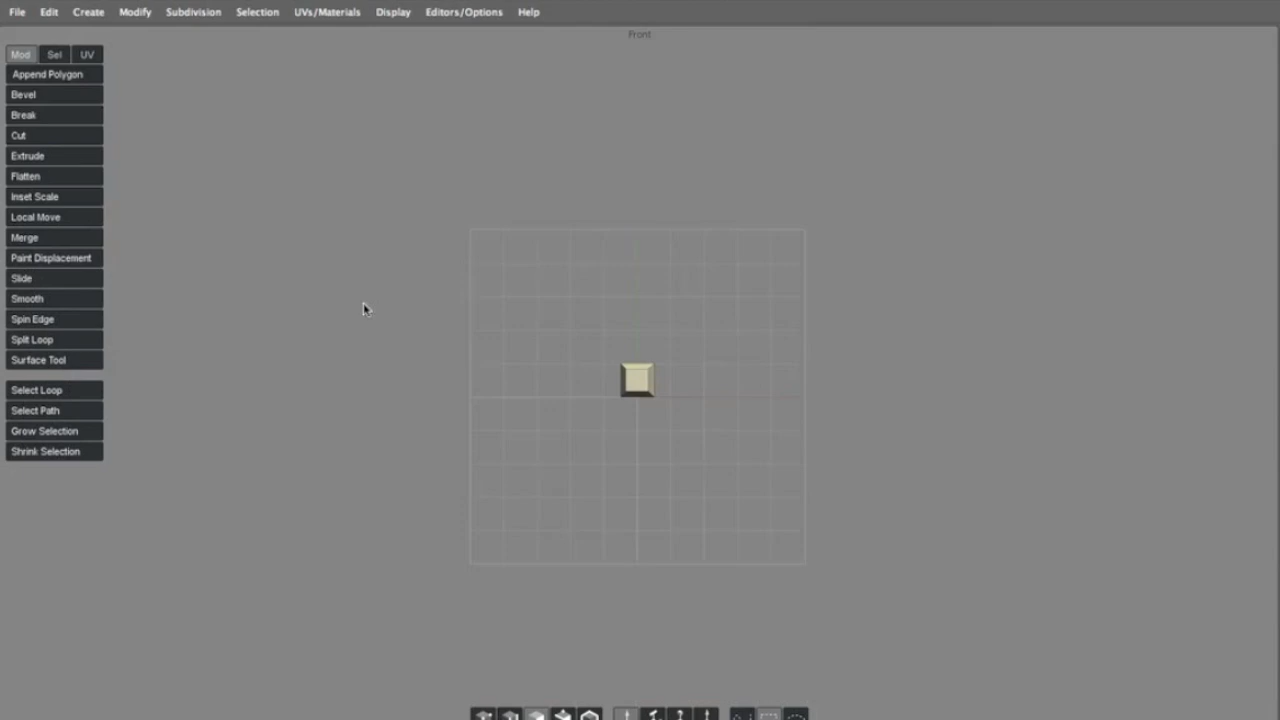 File Edit Create Modify Subdivision Selection UVs/Materials Display Editors/Options Help
Front
Mod Sel UV
Append Polygon
Bevel
Break
Cut
Extrude
Flatten
Inset Scale
Local Move
Merge
Paint Displacement
Slide
Smooth
Spin Edge
Split Loop
Surface Tool
Select Loop
Select Path
Grow Selection
Shrink Selection